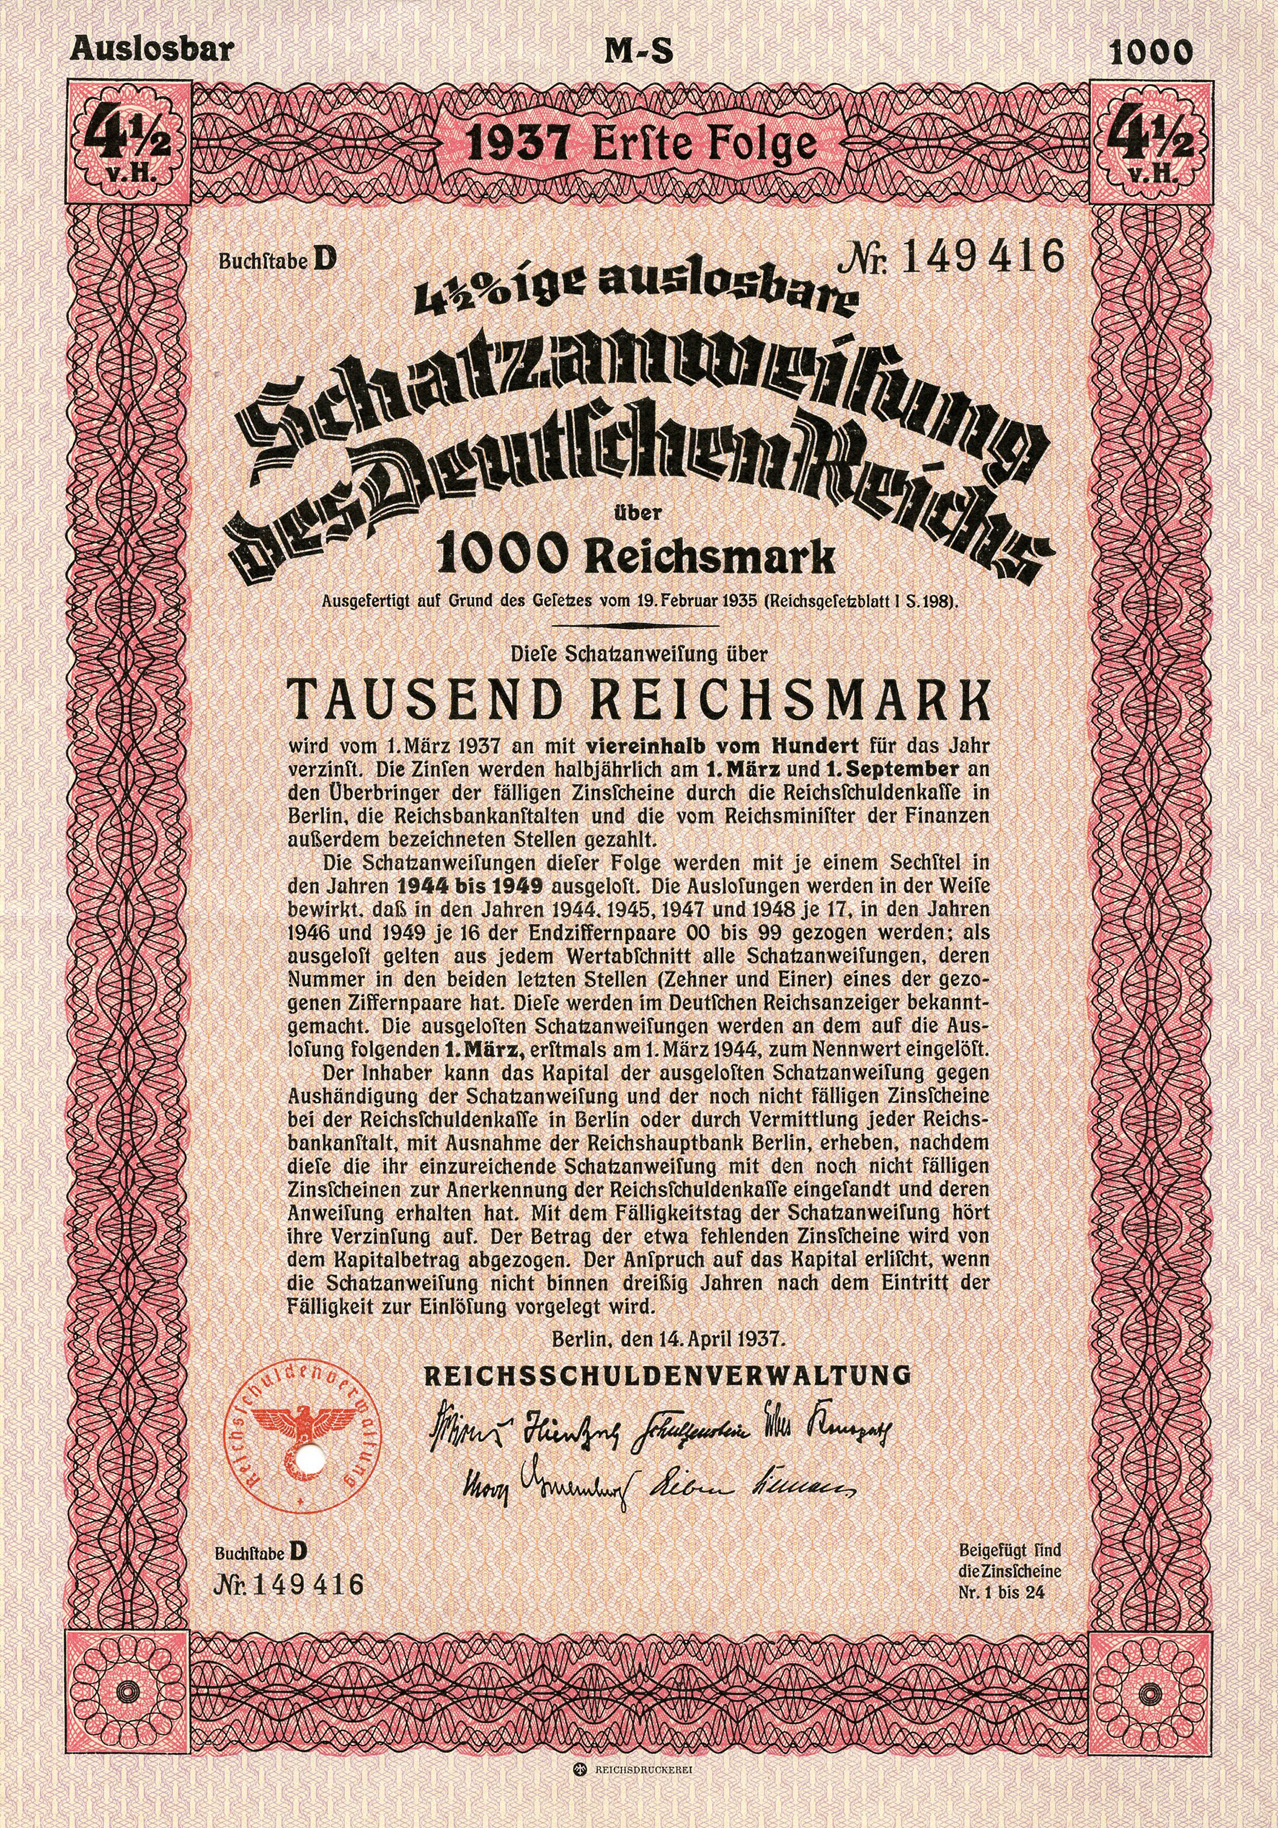 Auslosbar M-S 1000
4½ v.H. 1937 Erſte Folge 4½ v.H.
Buchſtabe D Nr. 149416
4½%ige auslosbare
Schatzanweiſung
des Deutſchen Reichs
über
1000 Reichsmark
Ausgefertigt auf Grund des Geſetzes vom 19. Februar 1935 (Reichsgeſetzblatt I S. 198).
Dieſe Schatzanweiſung über
TAUSEND REICHSMARK
wird vom 1. März 1937 an mit viereinhalb vom Hundert für das Jahr
verzinſt. Die Zinſen werden halbjährlich am 1. März und 1. September an
den Überbringer der fälligen Zinsſcheine durch die Reichsſchuldenkaſſe in
Berlin, die Reichsbankanſtalten und die vom Reichsminiſter der Finanzen
außerdem bezeichneten Stellen gezahlt.
Die Schatzanweiſungen dieſer Folge werden mit je einem Sechſtel in
den Jahren 1944 bis 1949 ausgeloſt. Die Ausloſungen werden in der Weiſe
bewirkt, daß in den Jahren 1944, 1945, 1947 und 1948 je 17, in den Jahren
1946 und 1949 je 16 der Endziffernpaare 00 bis 99 gezogen werden; als
ausgeloſt gelten aus jedem Wertabſchnitt alle Schatzanweiſungen, deren
Nummer in den beiden letzten Stellen (Zehner und Einer) eines der gezo-
genen Ziffernpaare hat. Dieſe werden im Deutſchen Reichsanzeiger bekannt-
gemacht. Die ausgeloſten Schatzanweiſungen werden an dem auf die Aus-
loſung folgenden 1. März, erſtmals am 1. März 1944, zum Nennwert eingelöſt.
Der Inhaber kann das Kapital der ausgeloſten Schatzanweiſung gegen
Aushändigung der Schatzanweiſung und der noch nicht fälligen Zinsſcheine
bei der Reichsſchuldenkaſſe in Berlin oder durch Vermittlung jeder Reichs-
bankanſtalt, mit Ausnahme der Reichshauptbank Berlin, erheben, nachdem
dieſe die ihr einzureichende Schatzanweiſung mit den noch nicht fälligen
Zinsſcheinen zur Anerkennung der Reichsſchuldenkaſſe eingeſandt und deren
Anweiſung erhalten hat. Mit dem Fälligkeitstag der Schatzanweiſung hört
ihre Verzinſung auf. Der Betrag der etwa fehlenden Zinsſcheine wird von
dem Kapitalbetrag abgezogen. Der Anſpruch auf das Kapital erliſcht, wenn
die Schatzanweiſung nicht binnen dreißig Jahren nach dem Eintritt der
Fälligkeit zur Einlöſung vorgelegt wird.
Berlin, den 14. April 1937.
REICHSSCHULDENVERWALTUNG
Reichsſchuldenverwaltung
Buchſtabe D
Nr. 149416
Beigefügt ſind
die Zinsſcheine
Nr. 1 bis 24
REICHSDRUCKEREI